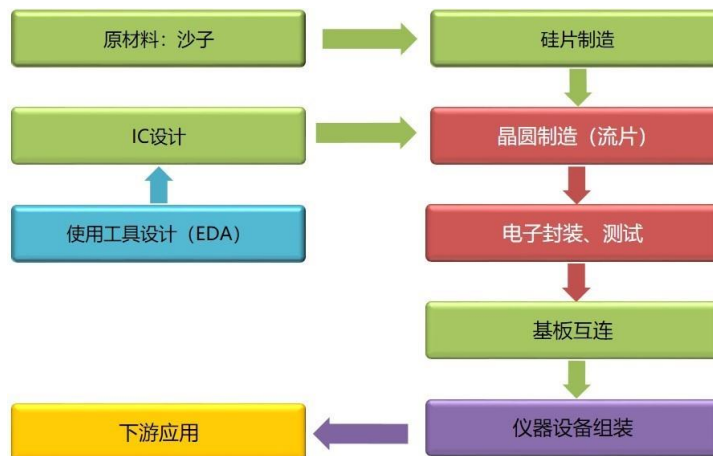 原材料：沙子
硅片制造
IC设计
晶圆制造（流片）
使用工具设计（EDA）
电子封装、测试
基板互连
下游应用
仪器设备组装